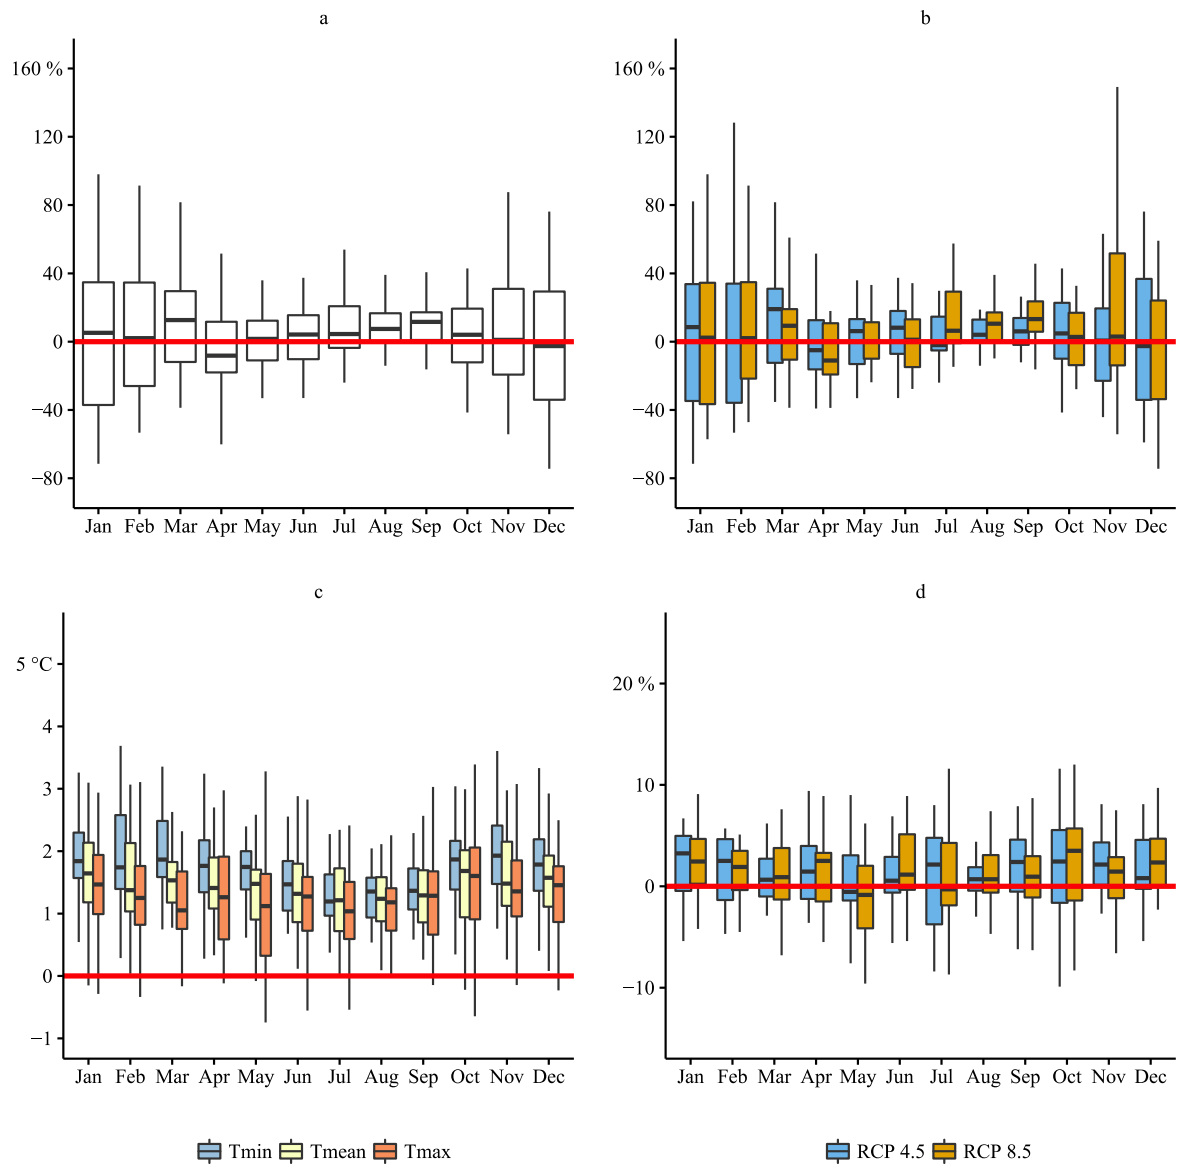 a
160 %
120
80
40
0
−40
−80
Jan Feb Mar Apr May Jun Jul Aug Sep Oct Nov Dec
b
160 %
120
80
40
0
−40
−80
Jan Feb Mar Apr May Jun Jul Aug Sep Oct Nov Dec
c
5 °C
4
3
2
1
0
−1
Jan Feb Mar Apr May Jun Jul Aug Sep Oct Nov Dec
Tmin Tmean Tmax
d
20 %
10
0
−10
Jan Feb Mar Apr May Jun Jul Aug Sep Oct Nov Dec
RCP 4.5 RCP 8.5